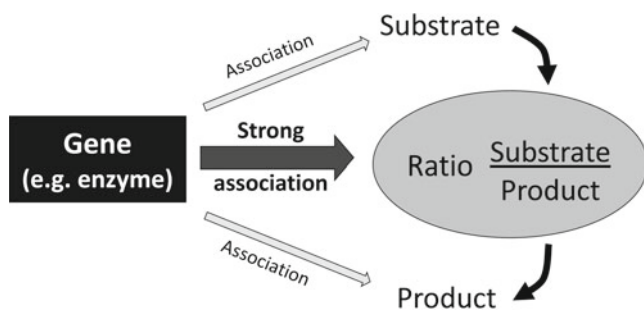 Substrate
Association
Gene
(e.g. enzyme)
Strong
association
Ratio
Substrate
Product
Association
Product